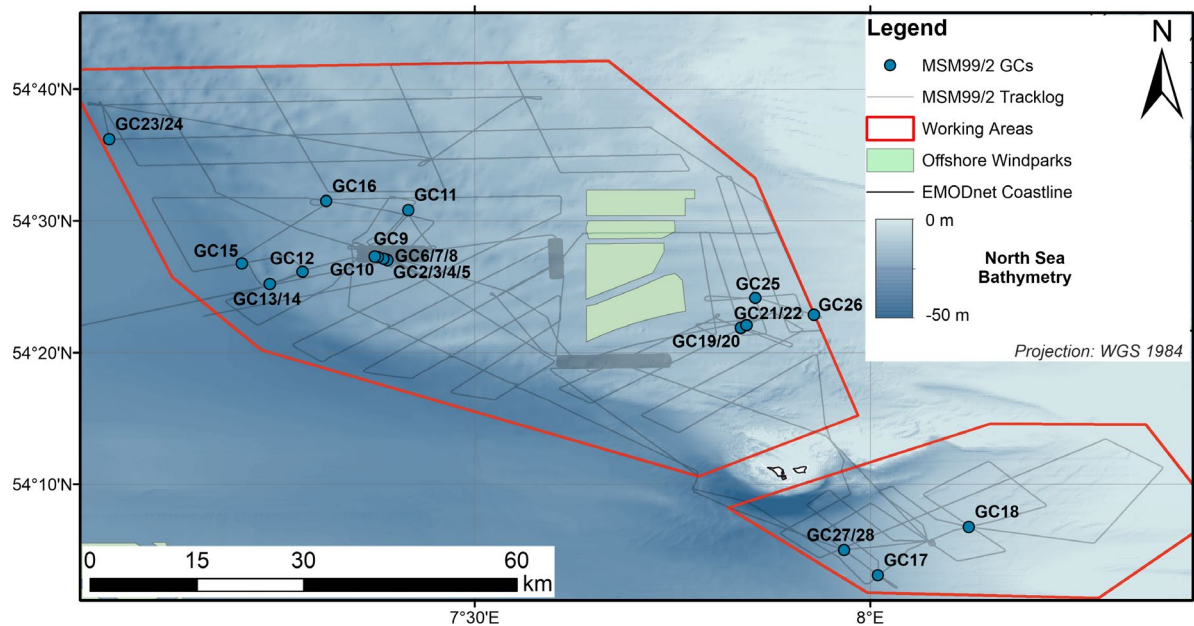 Legend
MSM99/2 GCs
MSM99/2 Tracklog
Working Areas
Offshore Windparks
EMODnet Coastline
0 m
North Sea
Bathymetry
-50 m
Projection: WGS 1984
N
54°40'N
54°30'N
54°20'N
54°10'N
GC23/24
GC16
GC11
GC9
GC15
GC12
GC6/7/8
GC10
GC2/3/4/5
GC13/14
GC25
GC26
GC21/22
GC19/20
GC18
GC27/28
GC17
0 15 30 60
km
7°30'E
8°E